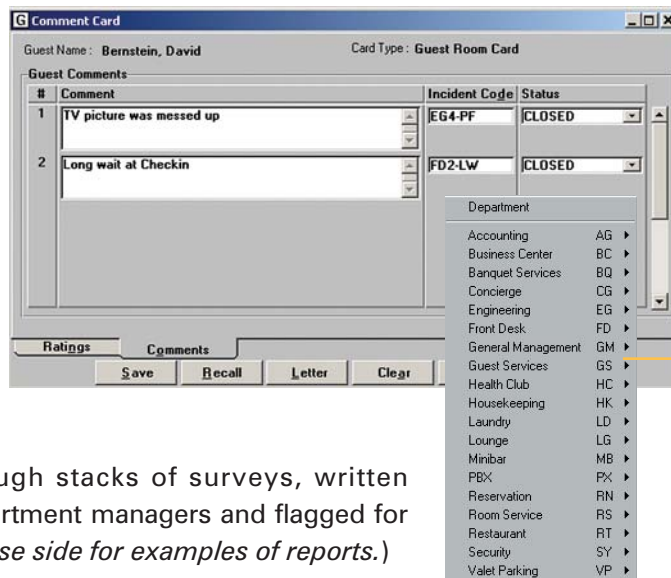 G Comment Card
Guest Name : Bernstein, David Card Type : Guest Room Card
Guest Comments
# Comment Incident Code Status
1 TV picture was messed up EG4-PF CLOSED
2 Long wait at Checkin FD2-LW CLOSED
Department
Accounting AG
Business Center BC
Banquet Services BQ
Concierge CG
Engineering EG
Front Desk FD
General Management GM
Guest Services GS
Health Club HC
Housekeeping HK
Laundry LD
Lounge LG
Minibar MB
PBX PX
Reservation RN
Room Service RS
Restaurant RT
Security SY
Valet Parking VP
Ratings Comments
Save Recall Letter Clear
ugh stacks of surveys, written
artment managers and flagged for
se side for examples of reports.)